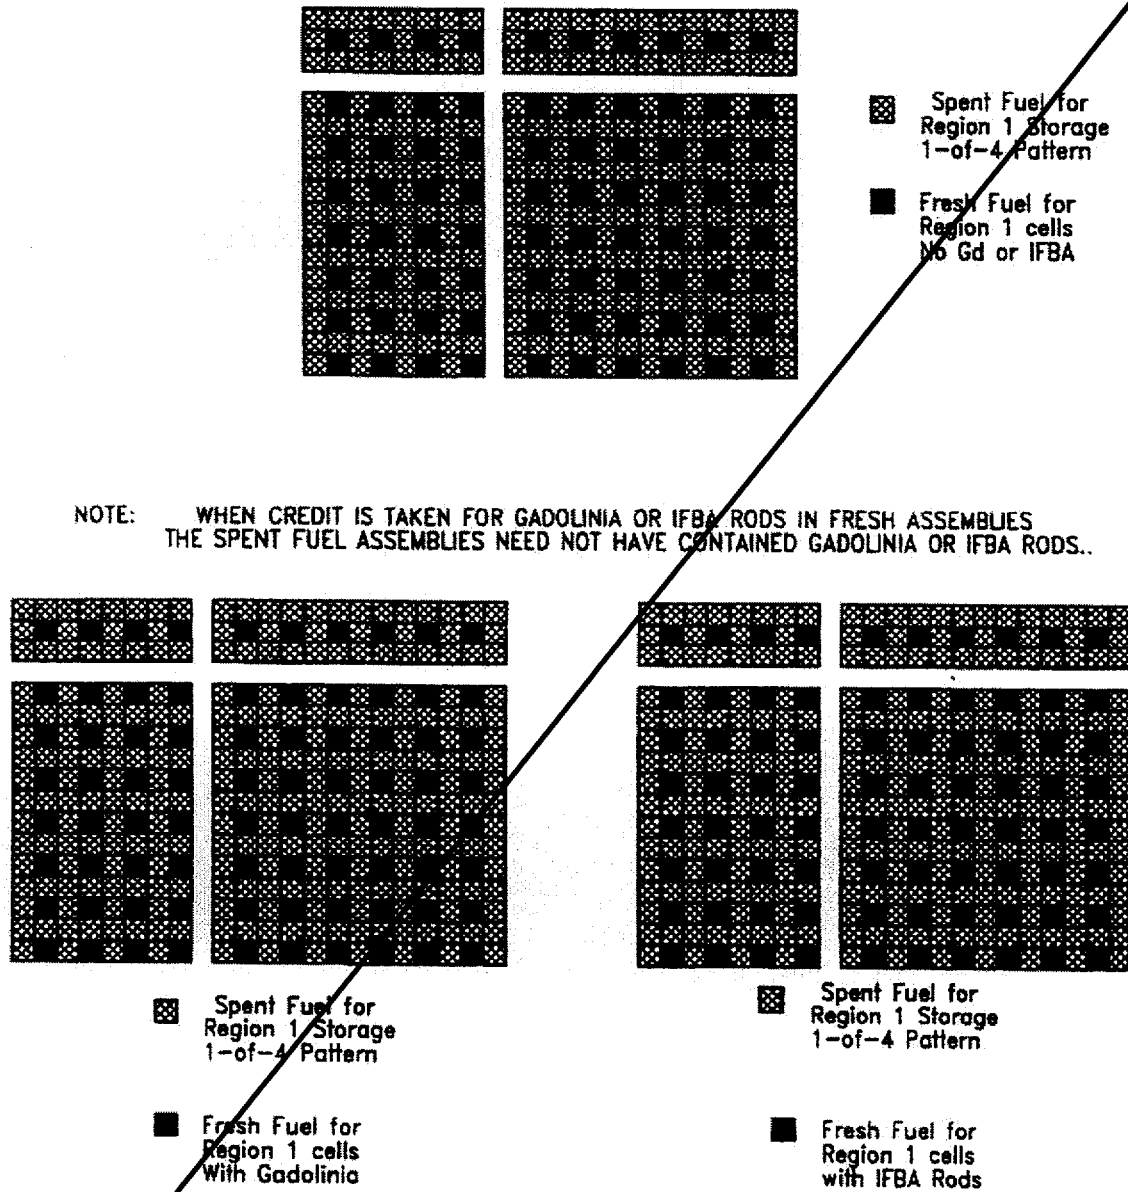 Spent Fuel for
Region 1 Storage
1-of-4 Pattern
Fresh Fuel for
Region 1 cells
No Gd or IFBA
NOTE: WHEN CREDIT IS TAKEN FOR GADOLINIA OR IFBA RODS IN FRESH ASSEMBLIES
THE SPENT FUEL ASSEMBLIES NEED NOT HAVE CONTAINED GADOLINIA OR IFBA RODS..
Spent Fuel for
Region 1 Storage
1-of-4 Pattern
Fresh Fuel for
Region 1 cells
With Gadolinia
Spent Fuel for
Region 1 Storage
1-of-4 Pattern
Fresh Fuel for
Region 1 cells
with IFBA Rods